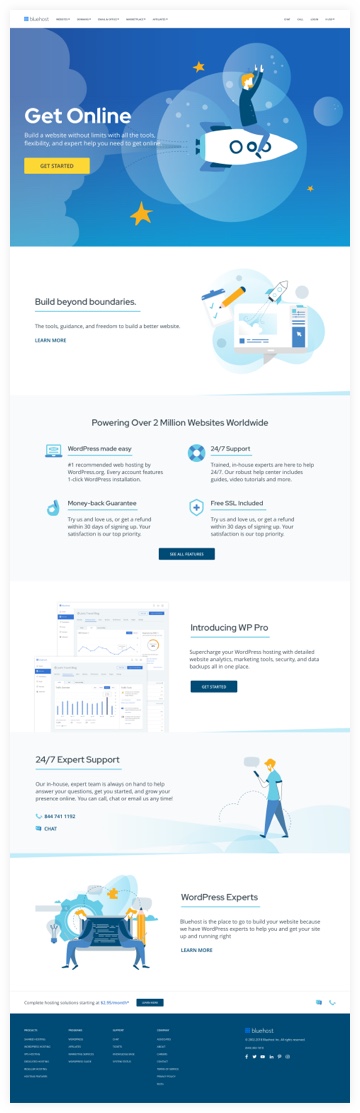 bluehost
Get Online
Build a website without limits with all the tools,
flexibility, and expert help you need to get online.
GET STARTED
Build beyond boundaries.
The tools, guidance, and freedom to build a better website.
LEARN MORE
Powering Over 2 Million Websites Worldwide
WordPress made easy
#1 recommended web hosting by
WordPress.org. Every account features
1-click WordPress installation.
24/7 Support
Trained, in-house experts are here to help
24/7. Our robust help center includes
guides, video tutorials and more.
Money-back Guarantee
Try us and love us, or get a refund
within 30 days of signing up. Your
satisfaction is our top priority.
Free SSL Included
Try us and love us, or get a refund
within 30 days of signing up. Your
satisfaction is our top priority.
SEE ALL FEATURES
Introducing WP Pro
Supercharge your WordPress hosting with detailed
website analytics, marketing tools, security, and data
backups all in one place.
GET STARTED
24/7 Expert Support
Our in-house, expert team is always on hand to help
answer your questions, get you started, and grow your
presence online. You can call, chat or email us any time!
844 741 1192
CHAT
WordPress Experts
Bluehost is the place to go to build your website because
we have WordPress experts to help you and get your site
up and running right
LEARN MORE
Complete hosting solutions starting at $2.95/month*
LEARN MORE
PRODUCTS
PROGRAMS
SUPPORT
COMPANY
bluehost